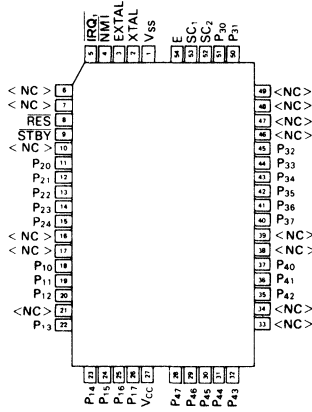 IRQ₁ NMI EXTAL XTAL VSS E SC₁ SC₂ P30 P31
5 4 3 2 1 54 53 52 51 50
<NC> 6 49 <NC>
<NC> 7 48 <NC>
RES 8 47 <NC>
STBY 9 46 <NC>
<NC> 10 45 P32
P20 11 44 P33
P21 12 43 P34
P22 13 42 P35
P23 14 41 P36
P24 15 40 P37
<NC> 16 39 <NC>
<NC> 17 38 <NC>
P10 18 37 P40
P11 19 36 P41
P12 20 35 P42
<NC> 21 34 <NC>
P13 22 33 <NC>
23 24 25 26 27 28 29 30 31 32
P14 P15 P16 P17 VCC P47 P46 P45 P44 P43